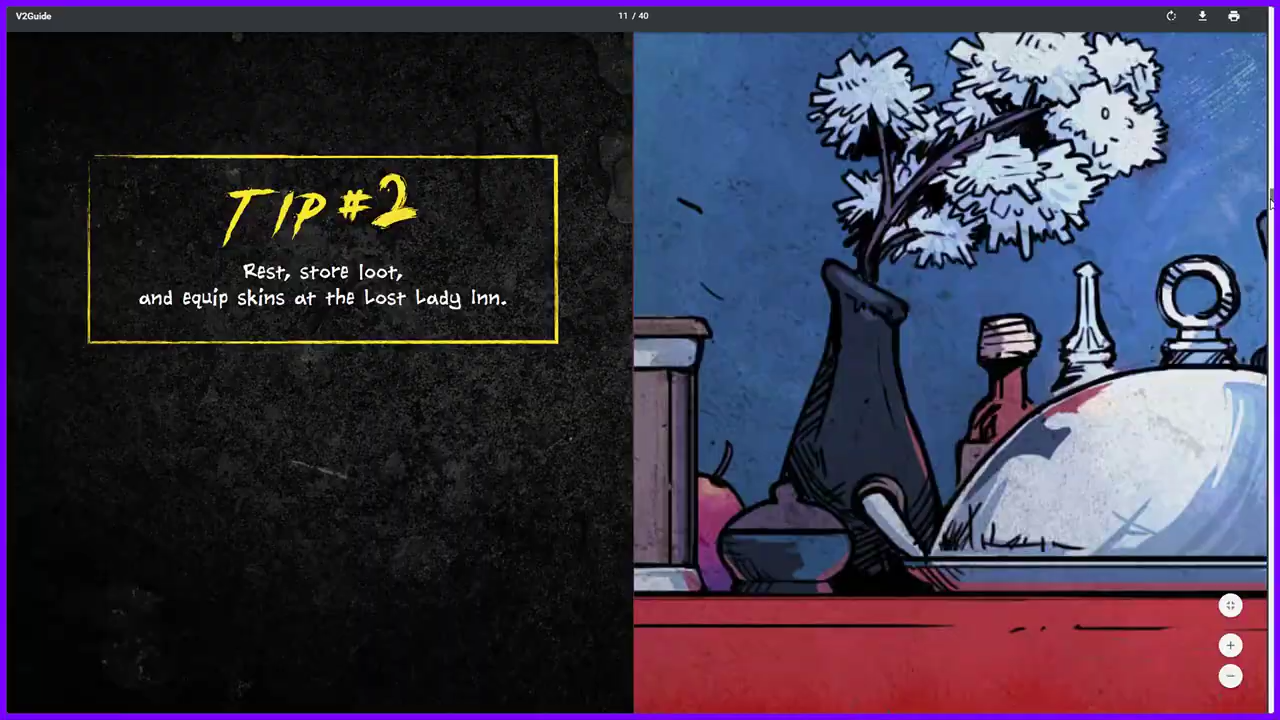 V2Guide
11 / 40
TIP #2
Rest, store loot,
and equip skins at the Lost Lady Inn.